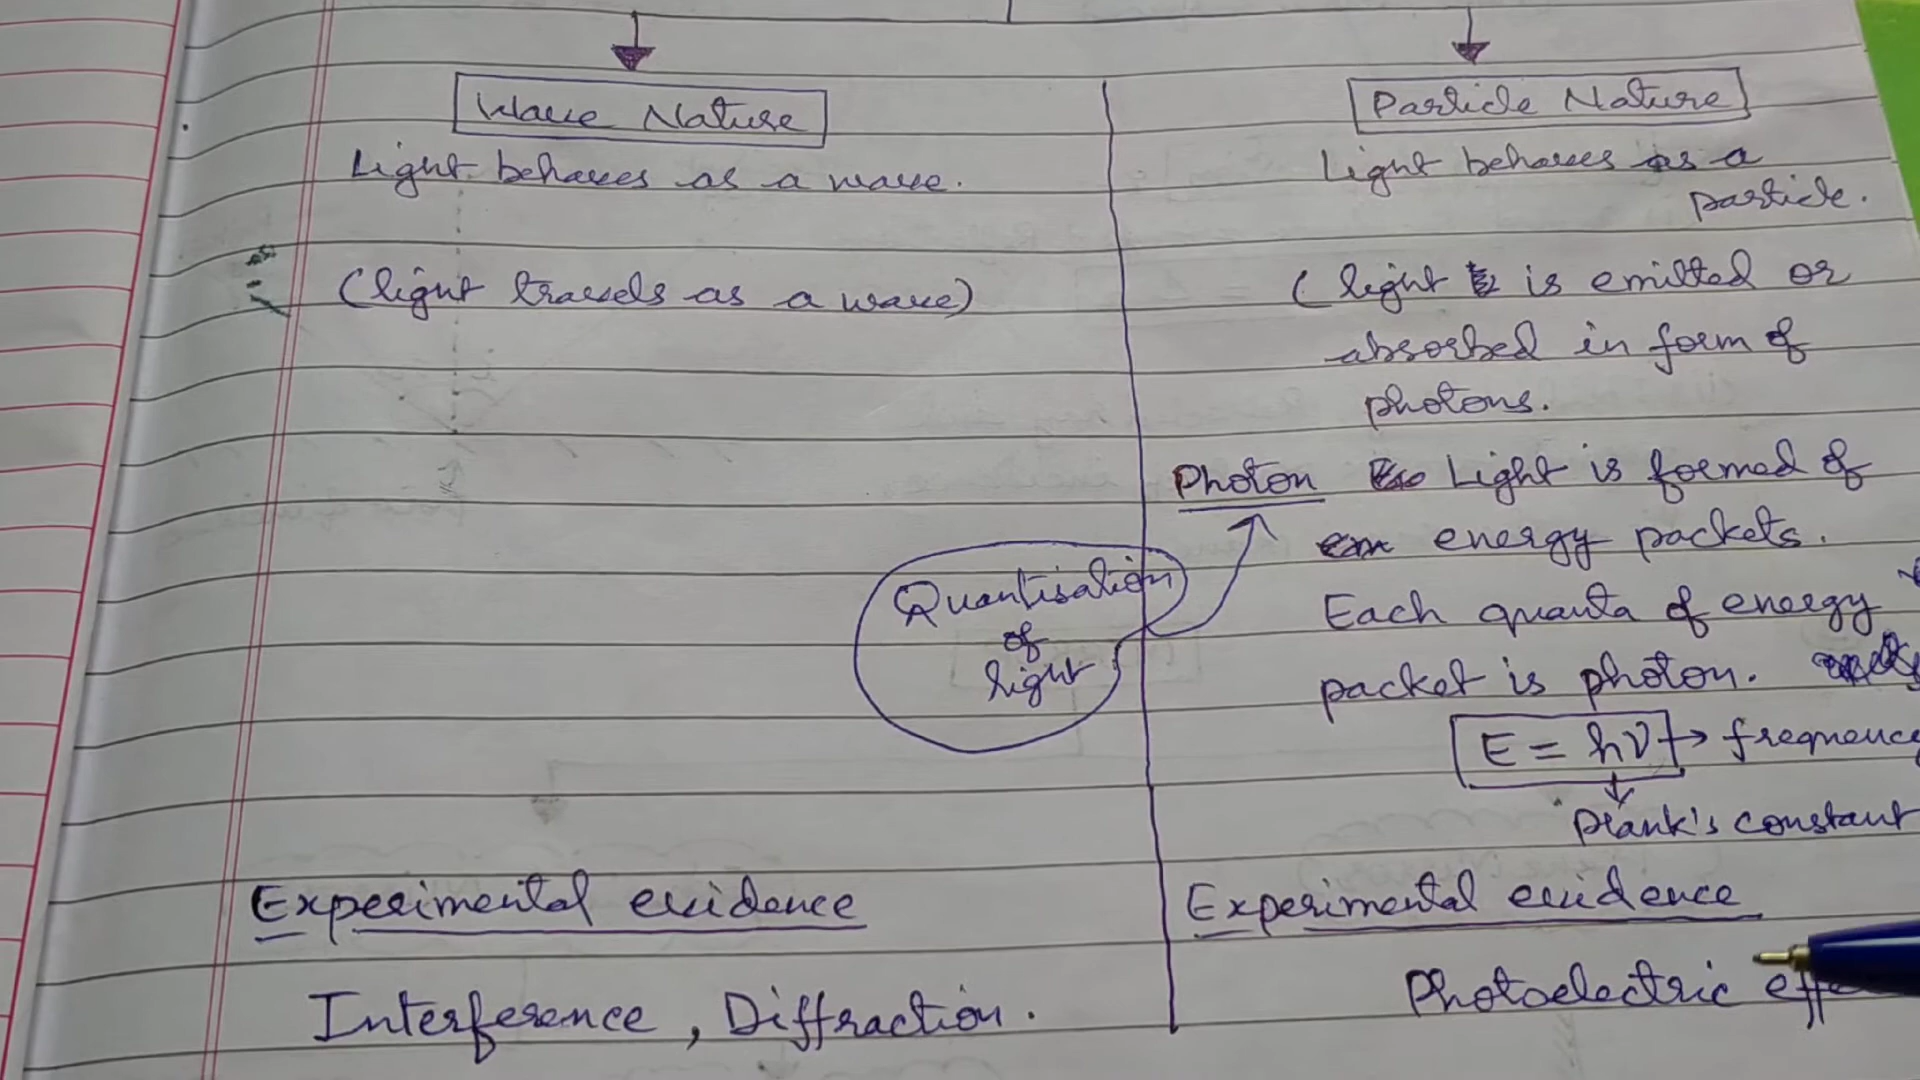 Wave Nature
Light behaves as a wave.
(light travels as a wave)
Experimental evidence
Interference, Diffraction.
Particle Nature
Light behaves as a
particle.
(light is emitted or
absorbed in form of
photons.
Photon Light is formed of
energy packets.
Quantisation
of
light
Each quanta of energy
packet is photon.
E = hν → frequency
Plank's constant
Experimental evidence
Photoelectric